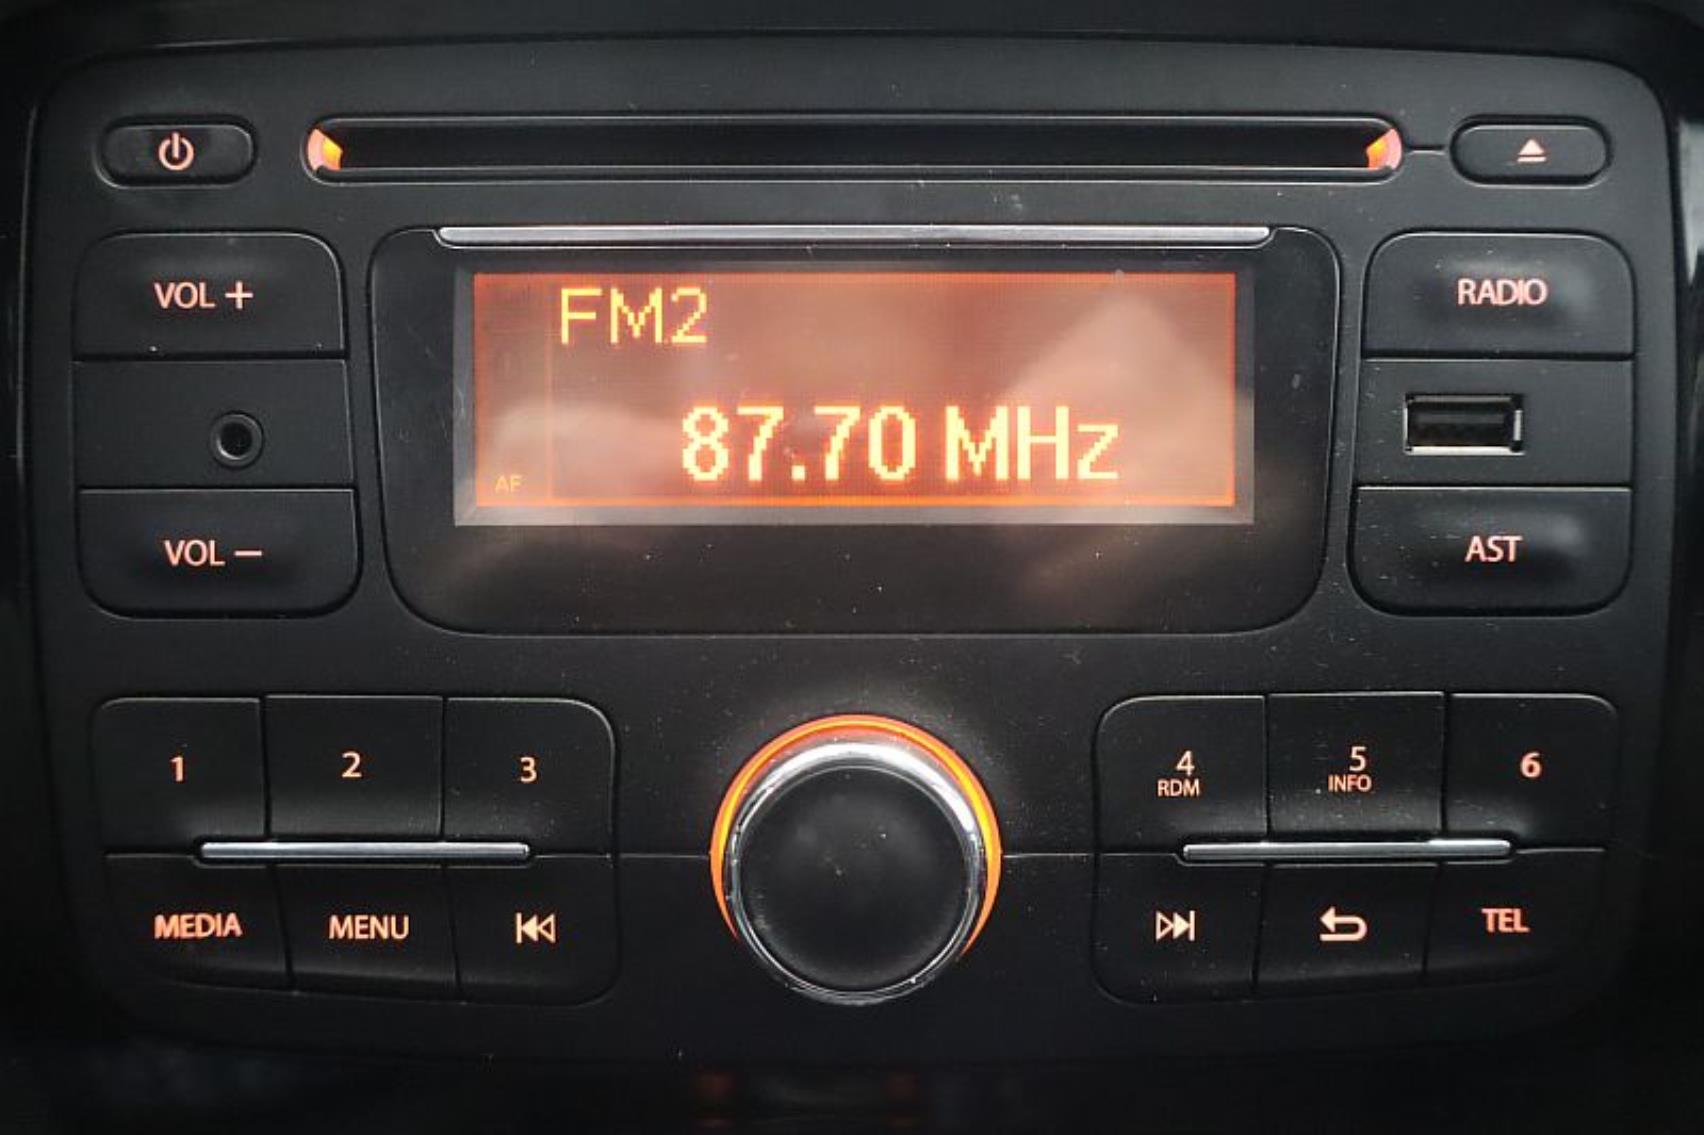 VOL +
FM2
RADIO
87.70 MHz
AF
VOL –
AST
1
2
3
4
RDM
5
INFO
6
MEDIA
MENU
TEL